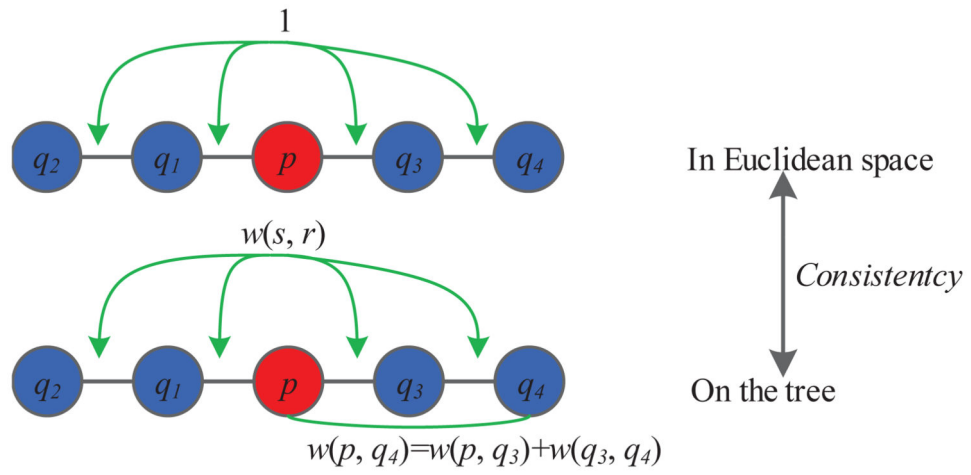 1
q2 q1 p q3 q4
In Euclidean space
w(s, r)
Consistentcy
q2 q1 p q3 q4
On the tree
w(p, q4)=w(p, q3)+w(q3, q4)